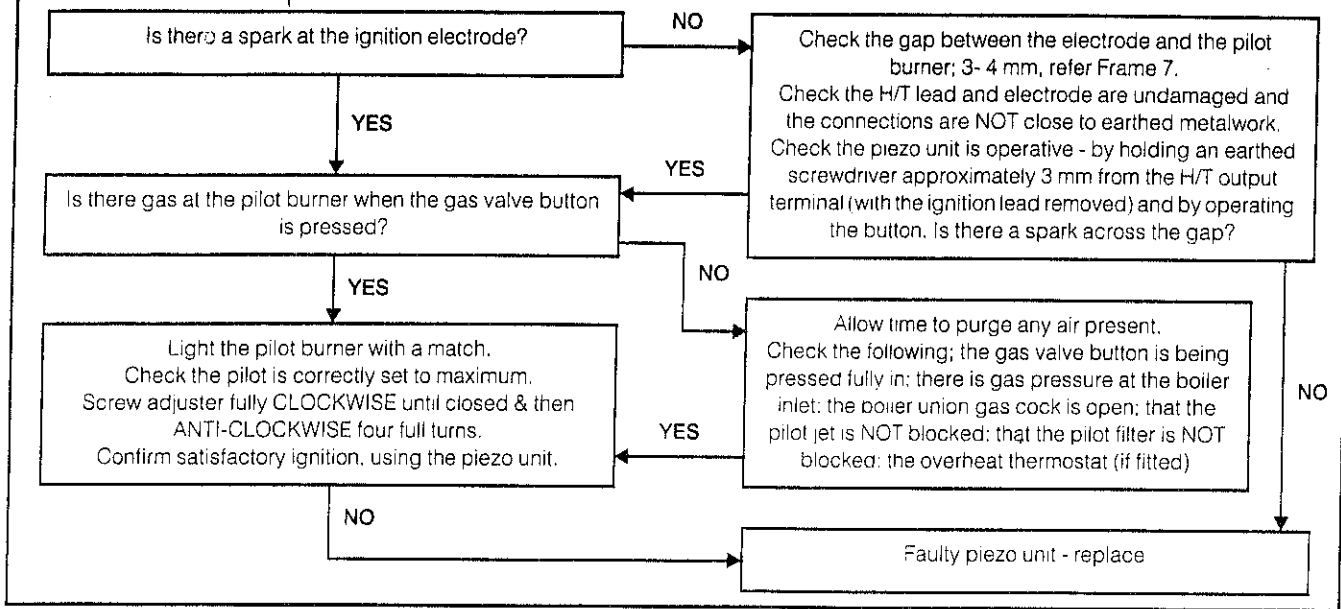 Is there a spark at the ignition electrode?
NO
Check the gap between the electrode and the pilot
burner; 3- 4 mm, refer Frame 7.
Check the H/T lead and electrode are undamaged and
the connections are NOT close to earthed metalwork.
Check the piezo unit is operative - by holding an earthed
screwdriver approximately 3 mm from the H/T output
terminal (with the ignition lead removed) and by operating
the button. Is there a spark across the gap?
YES
YES
Is there gas at the pilot burner when the gas valve button
is pressed?
NO
YES
Light the pilot burner with a match.
Check the pilot is correctly set to maximum.
Screw adjuster fully CLOCKWISE until closed & then
ANTI-CLOCKWISE four full turns.
Confirm satisfactory ignition, using the piezo unit.
Allow time to purge any air present.
Check the following; the gas valve button is being
pressed fully in; there is gas pressure at the boiler
inlet; the boiler union gas cock is open; that the
pilot jet is NOT blocked; that the pilot filter is NOT
blocked; the overheat thermostat (if fitted)
YES
NO
NO
Faulty piezo unit - replace